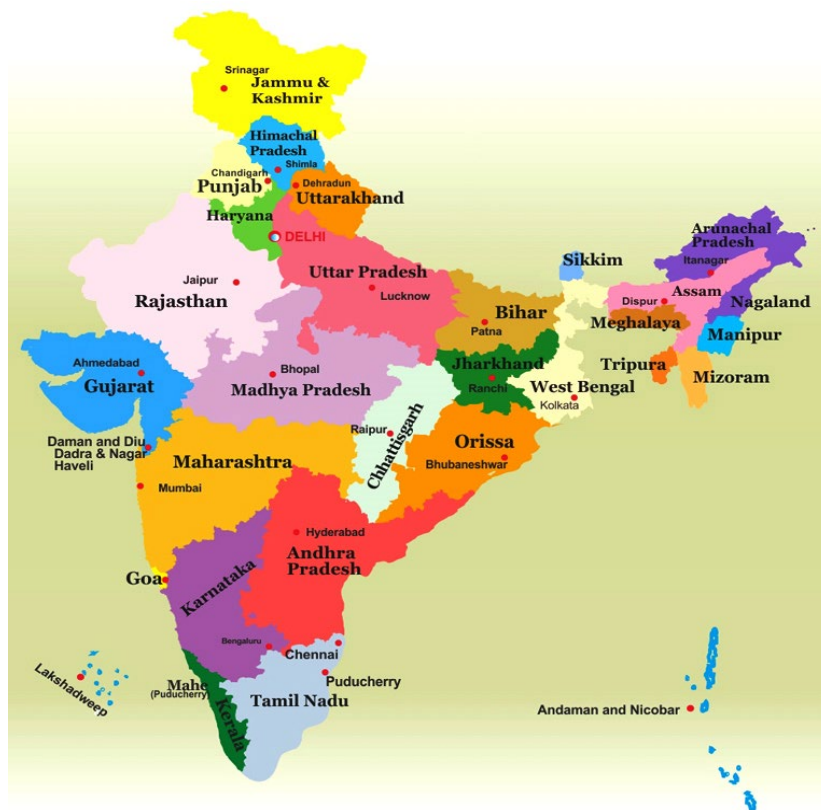 Srinagar
Jammu &
Kashmir
Himachal
Pradesh
Shimla
Chandigarh
Punjab
Dehradun
Uttarakhand
Haryana
DELHI
Arunachal
Pradesh
Itanagar
Sikkim
Uttar Pradesh
Lucknow
Jaipur
Rajasthan
Assam
Dispur
Nagaland
Bihar
Patna
Meghalaya
Manipur
Ahmedabad
Gujarat
Bhopal
Madhya Pradesh
Jharkhand
Ranchi
Tripura
Mizoram
West Bengal
Kolkata
Raipur
Chhattisgarh
Orissa
Bhubaneshwar
Daman and Diu
Dadra & Nagar
Haveli
Maharashtra
Mumbai
Hyderabad
Andhra
Pradesh
Goa
Karnataka
Bengaluru
Chennai
Lakshadweep
Mahe
(Puducherry)
Puducherry
Tamil Nadu
Kerala
Andaman and Nicobar